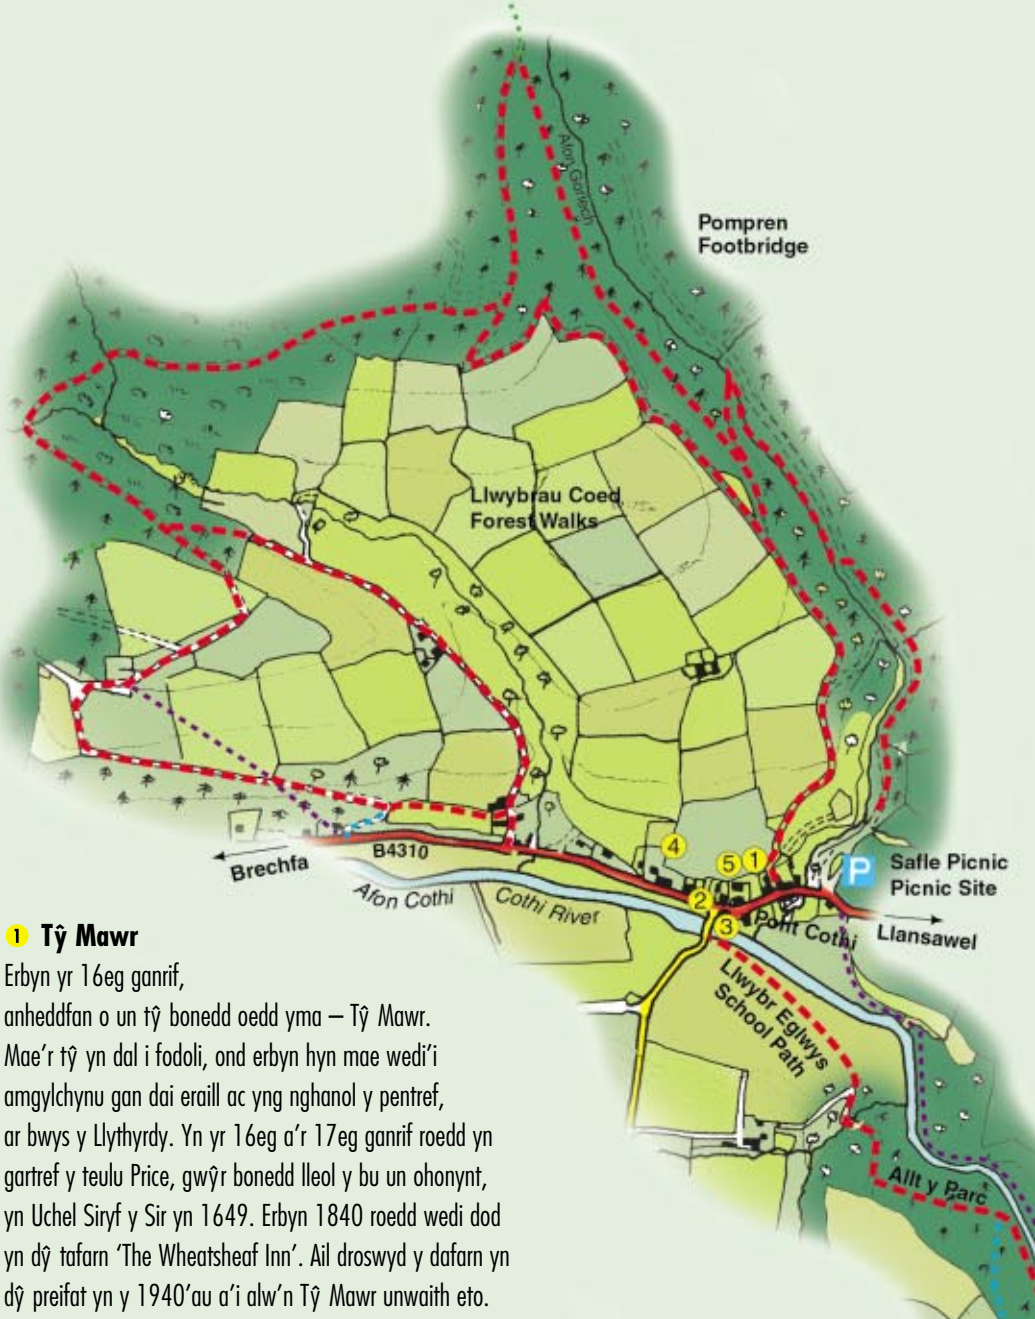 Afon Gorlech
Pompren
Footbridge
Llwybrau Coed
Forest Walks
4
5
1
P
Safle Picnic
Picnic Site
B4310
Brechfa
Afon Cothi
Cothi River
2
3
Pont Cothi
Llansawel
Llwybr Eglwys
School Path
Allt y Parc
1 Tŷ Mawr
Erbyn yr 16eg ganrif,
anheddfan o un tŷ bonedd oedd yma – Tŷ Mawr.
Mae'r tŷ yn dal i fodoli, ond erbyn hyn mae wedi'i
amgylchynu gan dai eraill ac yng nghanol y pentref,
ar bwys y Llythyrdy. Yn yr 16eg a'r 17eg ganrif roedd yn
gartref y teulu Price, gwŷr bonedd lleol y bu un ohonynt,
yn Uchel Siryf y Sir yn 1649. Erbyn 1840 roedd wedi dod
yn dŷ tafarn 'The Wheatsheaf Inn'. Ail droswyd y dafarn yn
dŷ preifat yn y 1940'au a'i alw'n Tŷ Mawr unwaith eto.